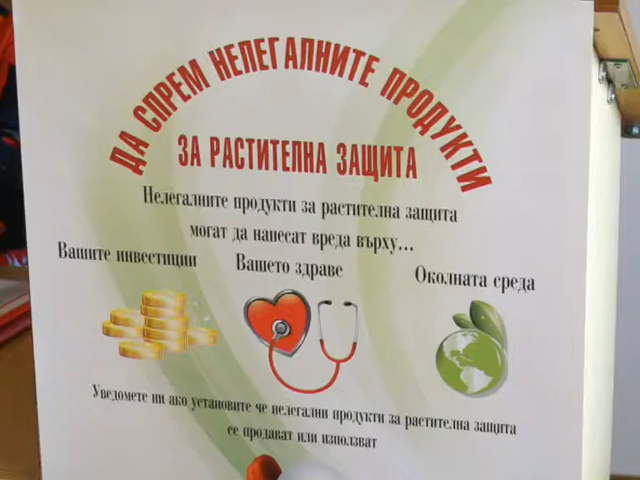 ДА СПРЕМ НЕЛЕГАЛНИТЕ ПРОДУКТИ
ЗА РАСТИТЕЛНА ЗАЩИТА
Нелегалните продукти за растителна защита
могат да нанесат вреда върху...
Вашите инвестиции Вашето здраве Околната среда
Уведомете ни ако установите че нелегални продукти за растителна защита
се продават или използват